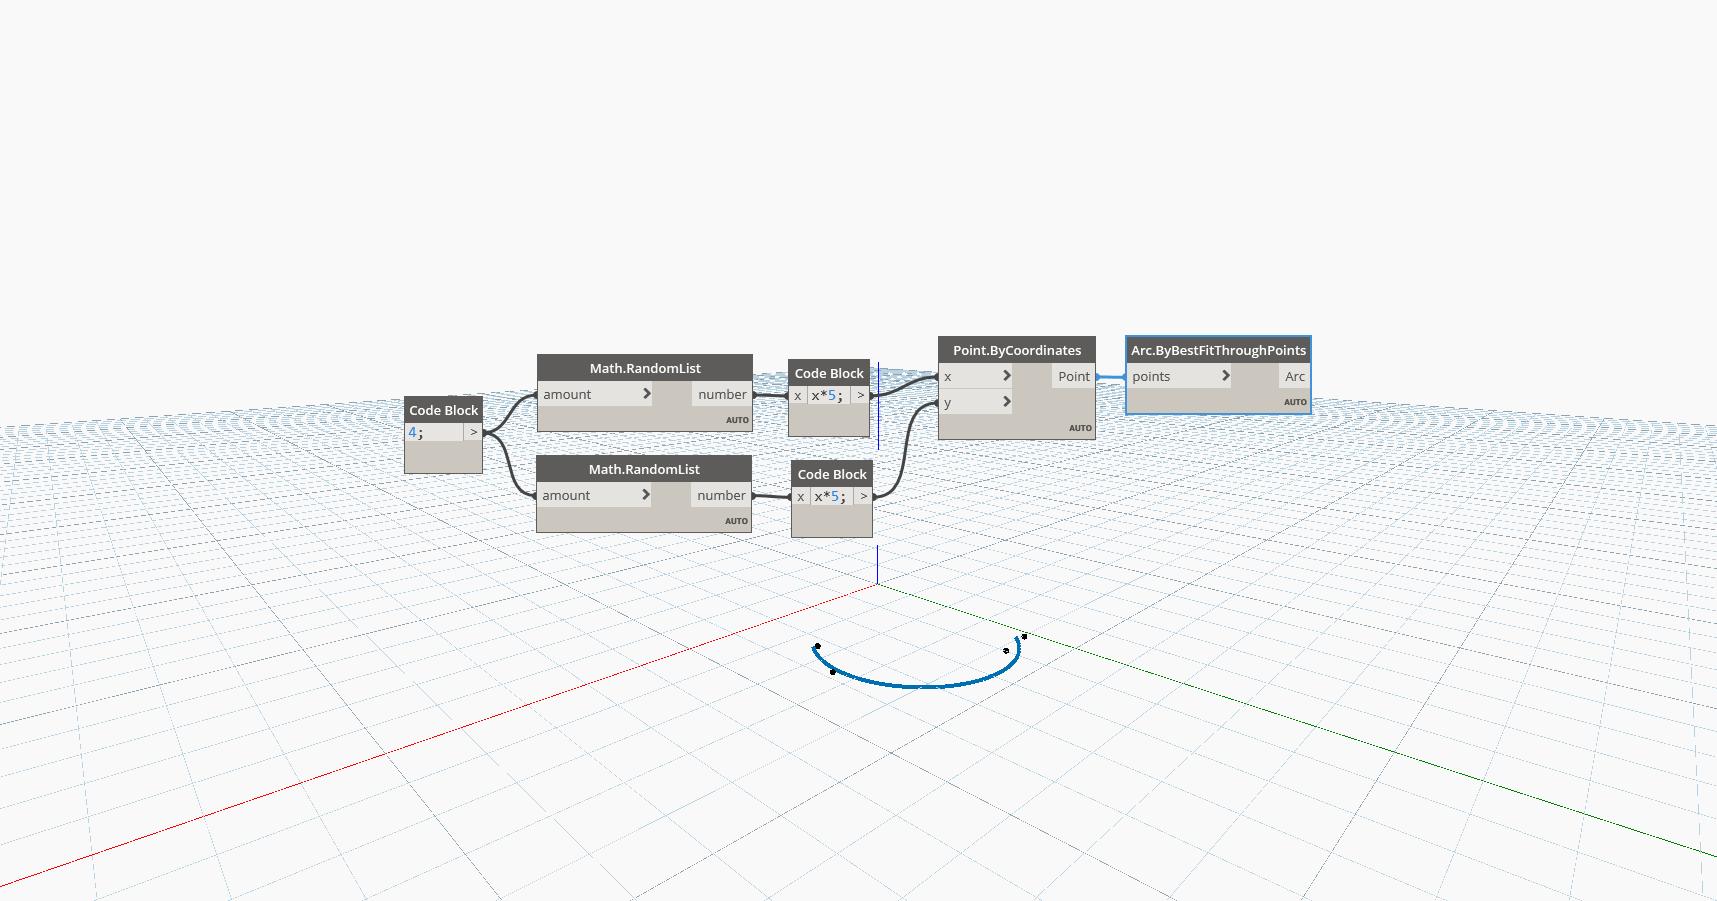 Code Block
4; >
Math.RandomList
amount > number
AUTO
Math.RandomList
amount > number
AUTO
Code Block
x x*5; >
Code Block
x x*5; >
Point.ByCoordinates
x > Point
y >
AUTO
Arc.ByBestFitThroughPoints
points > Arc
AUTO